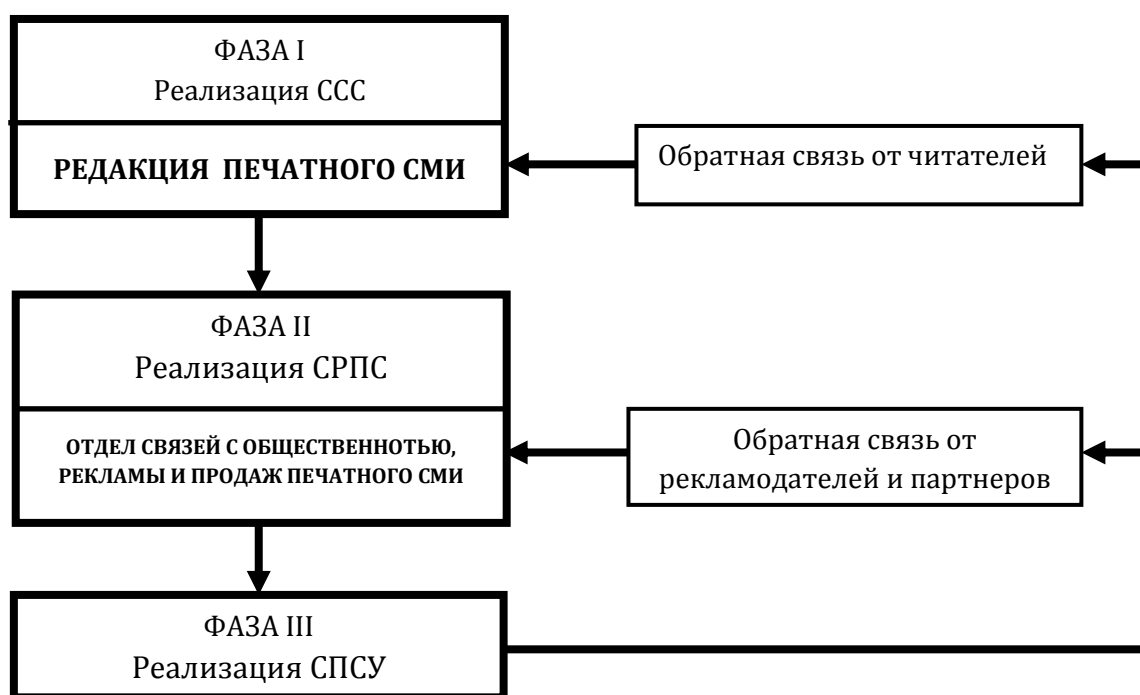 ФАЗА I
Реализация ССС
РЕДАКЦИЯ ПЕЧАТНОГО СМИ
Обратная связь от читателей
ФАЗА II
Реализация СРПС
ОТДЕЛ СВЯЗЕЙ С ОБЩЕСТВЕННОТЬЮ,
РЕКЛАМЫ И ПРОДАЖ ПЕЧАТНОГО СМИ
Обратная связь от
рекламодателей и партнеров
ФАЗА III
Реализация СПСУ